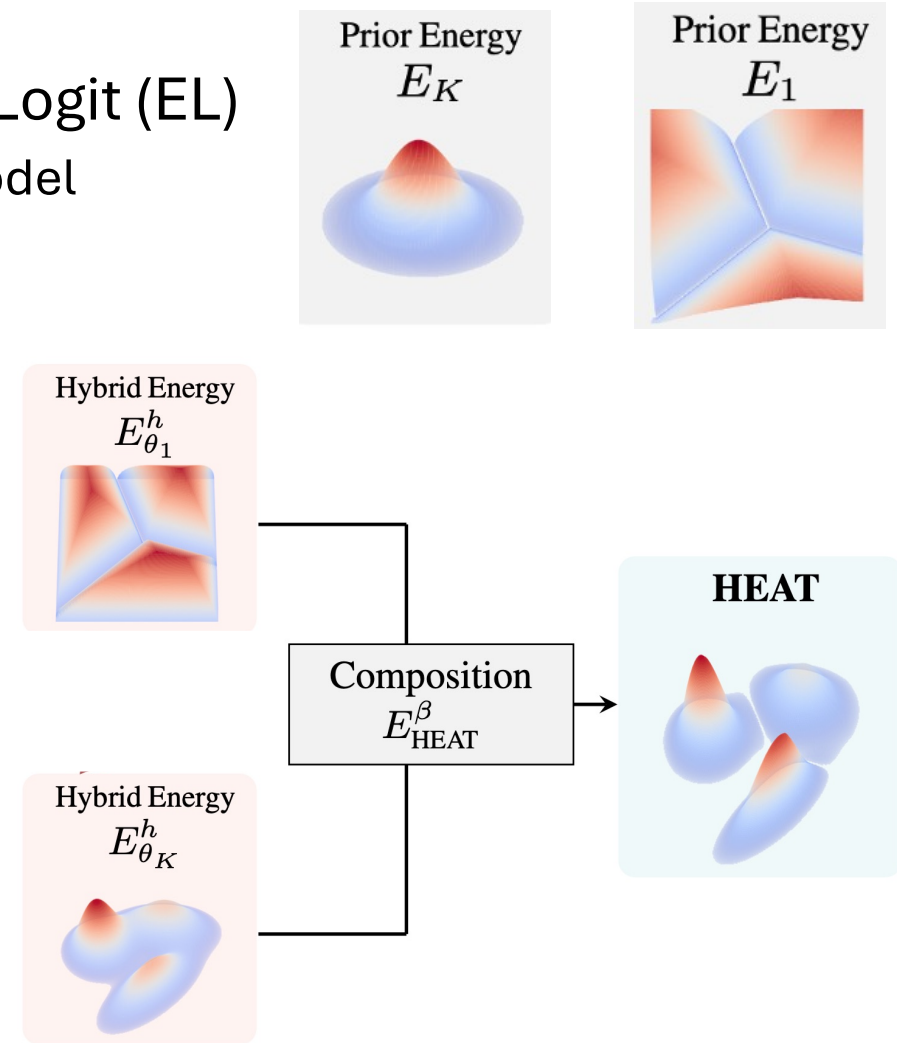 Logit (EL)
odel
Prior Energy
E_K
Prior Energy
E_1
Hybrid Energy
E^h_{θ_1}
Composition
E^β_{HEAT}
HEAT
Hybrid Energy
E^h_{θ_K}